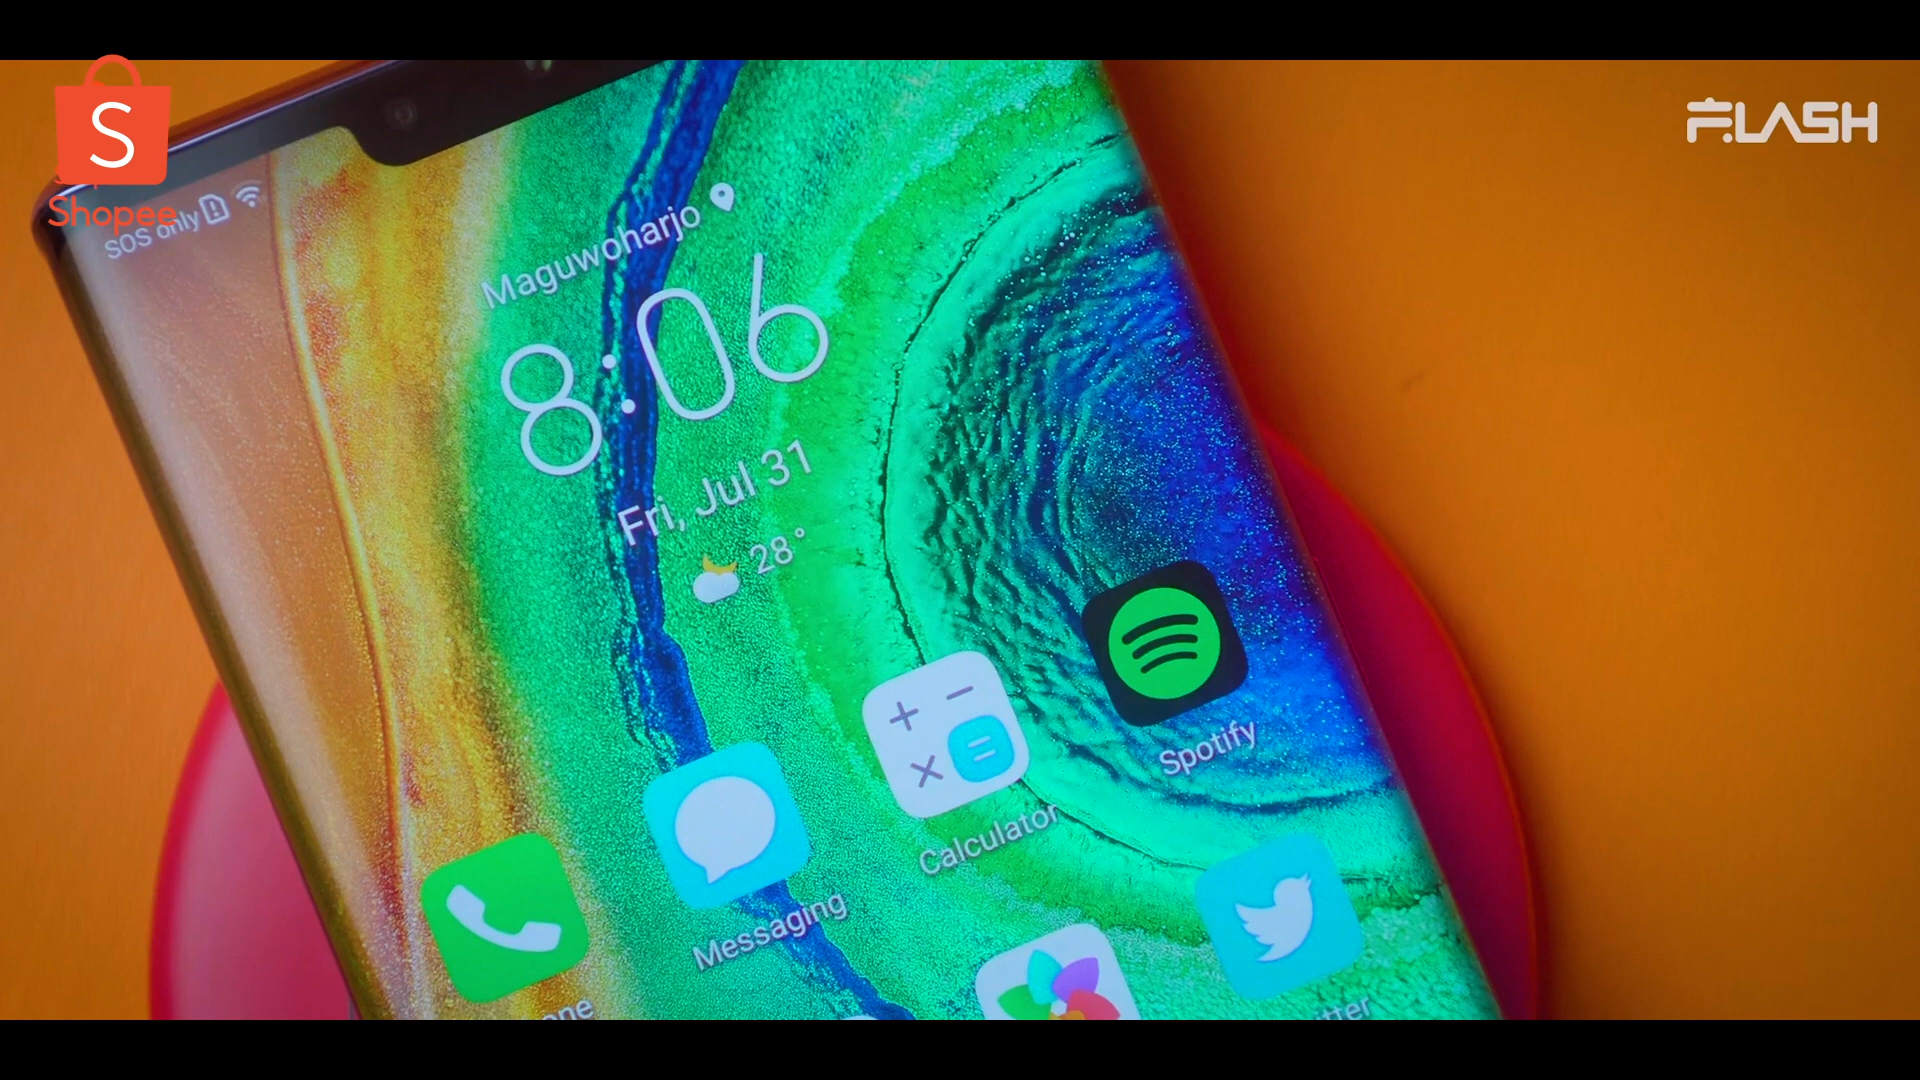 S
Shopee
FLASH
SOS only
Maguwoharjo
8:06
Fri, Jul 31
28°
Spotify
Calculator
Messaging